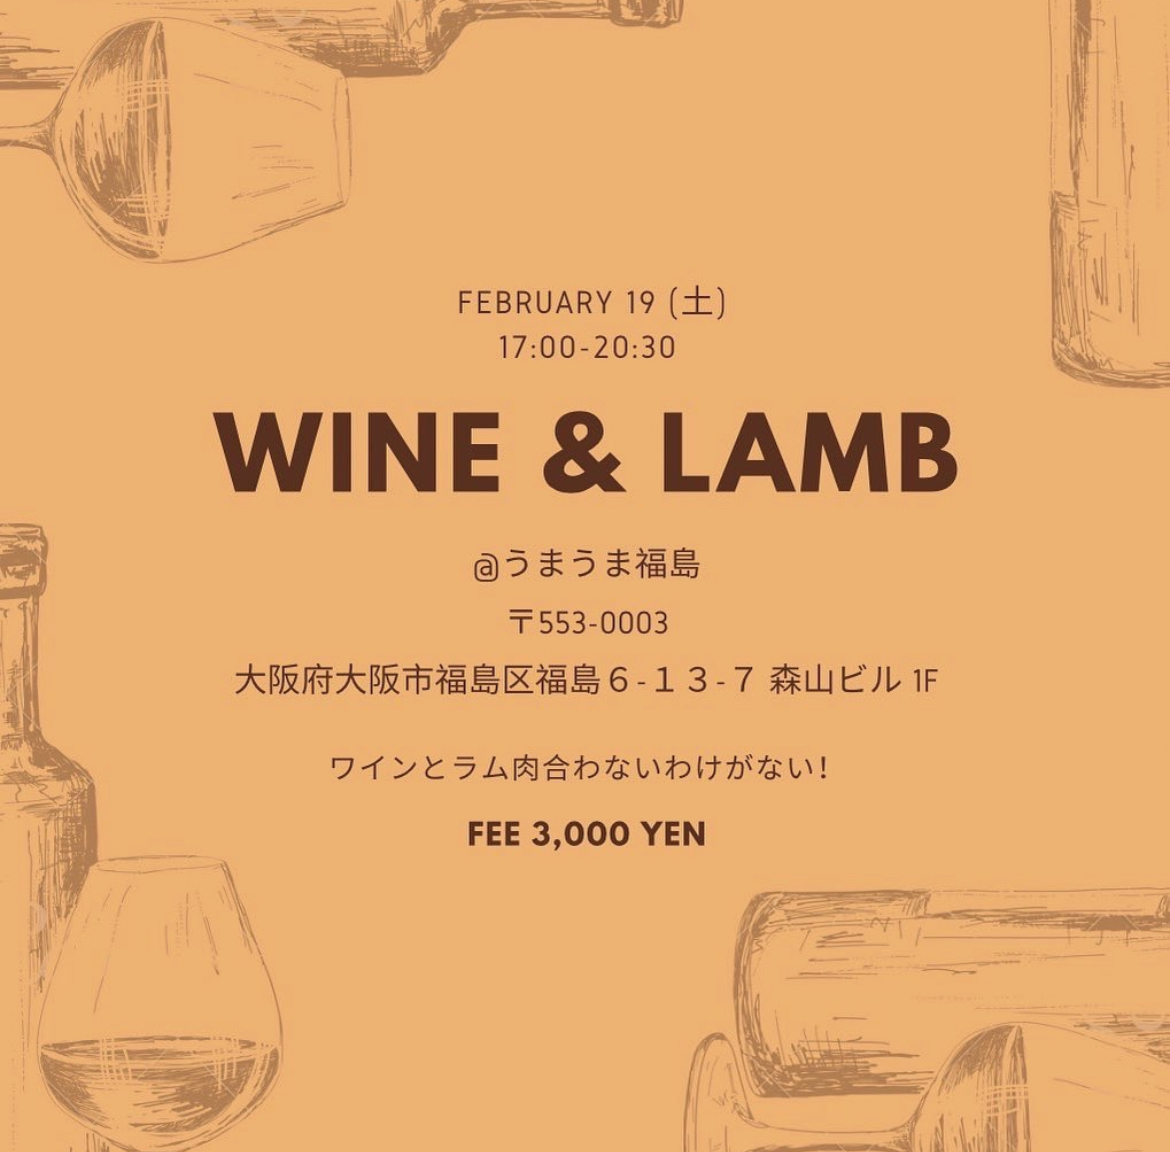 FEBRUARY 19 (土)
17:00-20:30
WINE & LAMB
@うまうま福島
〒553-0003
大阪府大阪市福島区福島６-１３-７ 森山ビル 1F
ワインとラム肉合わないわけがない！
FEE 3,000 YEN